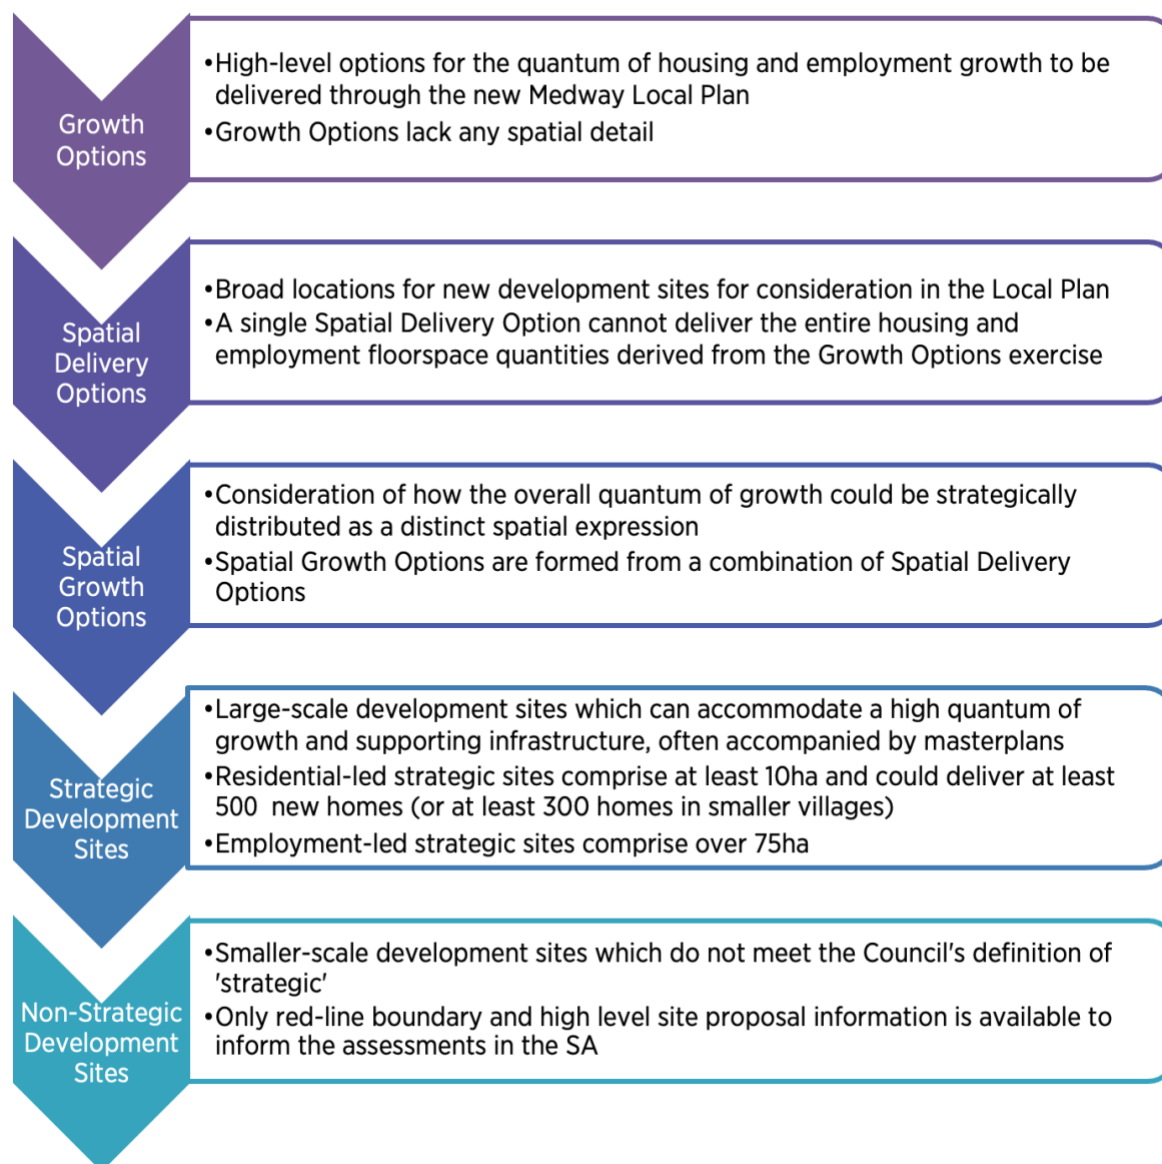 Growth
Options
•High-level options for the quantum of housing and employment growth to be
delivered through the new Medway Local Plan
•Growth Options lack any spatial detail
Spatial
Delivery
Options
•Broad locations for new development sites for consideration in the Local Plan
•A single Spatial Delivery Option cannot deliver the entire housing and
employment floorspace quantities derived from the Growth Options exercise
Spatial
Growth
Options
•Consideration of how the overall quantum of growth could be strategically
distributed as a distinct spatial expression
•Spatial Growth Options are formed from a combination of Spatial Delivery
Options
Strategic
Development
Sites
•Large-scale development sites which can accommodate a high quantum of
growth and supporting infrastructure, often accompanied by masterplans
•Residential-led strategic sites comprise at least 10ha and could deliver at least
500  new homes (or at least 300 homes in smaller villages)
•Employment-led strategic sites comprise over 75ha
Non-Strategic
Development
Sites
•Smaller-scale development sites which do not meet the Council's definition of
'strategic'
•Only red-line boundary and high level site proposal information is available to
inform the assessments in the SA